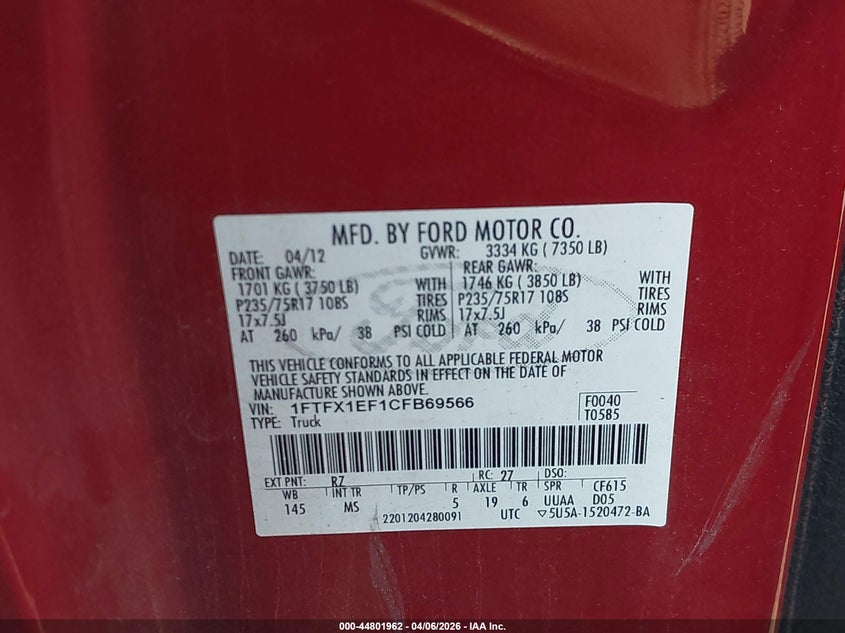 MFD. BY FORD MOTOR CO.
DATE: 04/12 GVWR: 3334 KG ( 7350 LB)
FRONT GAWR: REAR GAWR:
1701 KG ( 3750 LB) WITH 1746 KG ( 3850 LB) WITH
P235/75R17 108S TIRES P235/75R17 108S TIRES
17x7.5J RIMS 17x7.5J RIMS
AT 260 kPa/ 38 PSI COLD AT 260 kPa/ 38 PSI COLD
Ford
THIS VEHICLE CONFORMS TO ALL APPLICABLE FEDERAL MOTOR
VEHICLE SAFETY STANDARDS IN EFFECT ON THE DATE OF
MANUFACTURE SHOWN ABOVE.
VIN: 1FTFX1EF1CFB69566 F0040
TYPE: Truck T0585
EXT PNT: RZ RC: 27 DSO:
WB INT TR TP/PS R AXLE TR SPR CF615
145 MS 5 19 6 UUAA D05
2201204280091 UTC ▽5U5A-1520472-BA
000-44801962 - 04/06/2026 - IAA Inc.